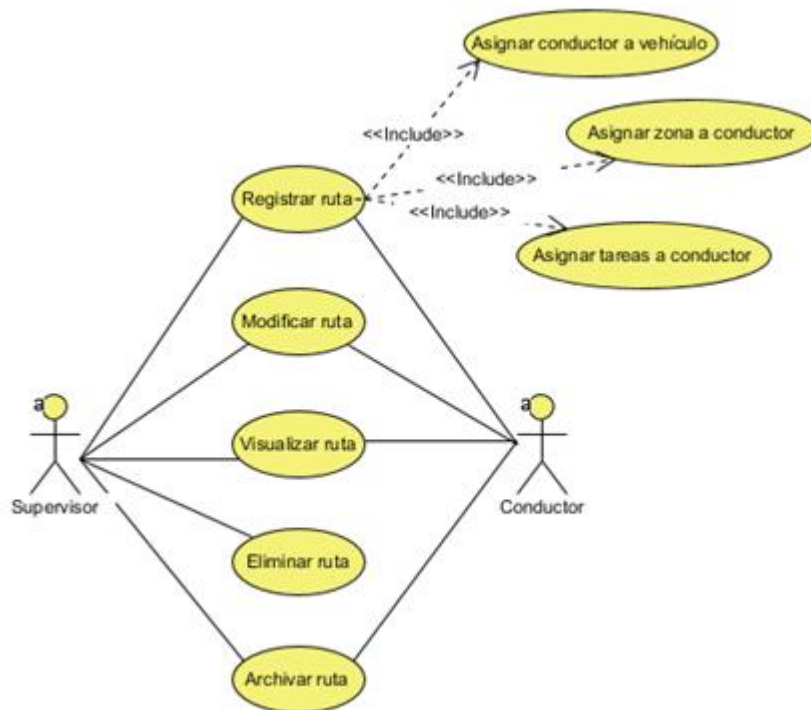 Asignar conductor a vehículo
<<Include>>
Asignar zona a conductor
<<Include>>
Registrar ruta
<<Include>>
Asignar tareas a conductor
Modificar ruta
a
a
Visualizar ruta
Supervisor
Conductor
Eliminar ruta
Archivar ruta